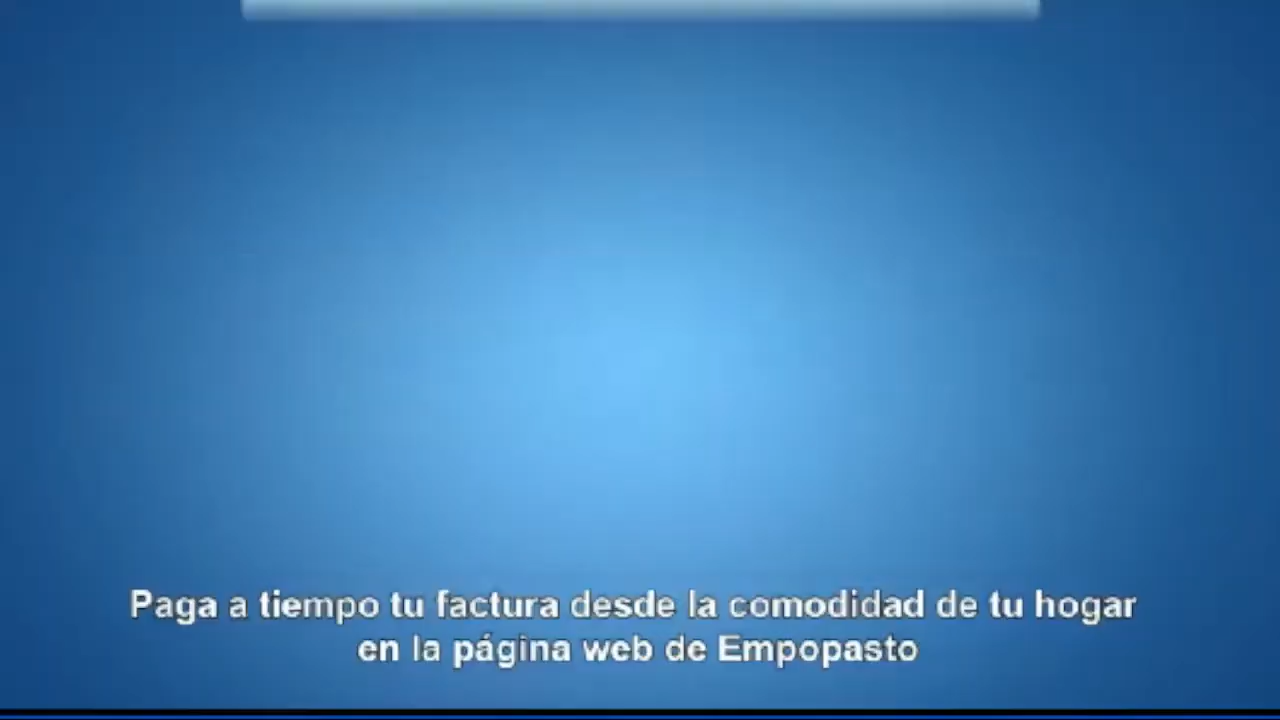 Paga a tiempo tu factura desde la comodidad de tu hogar
en la página web de Empopasto